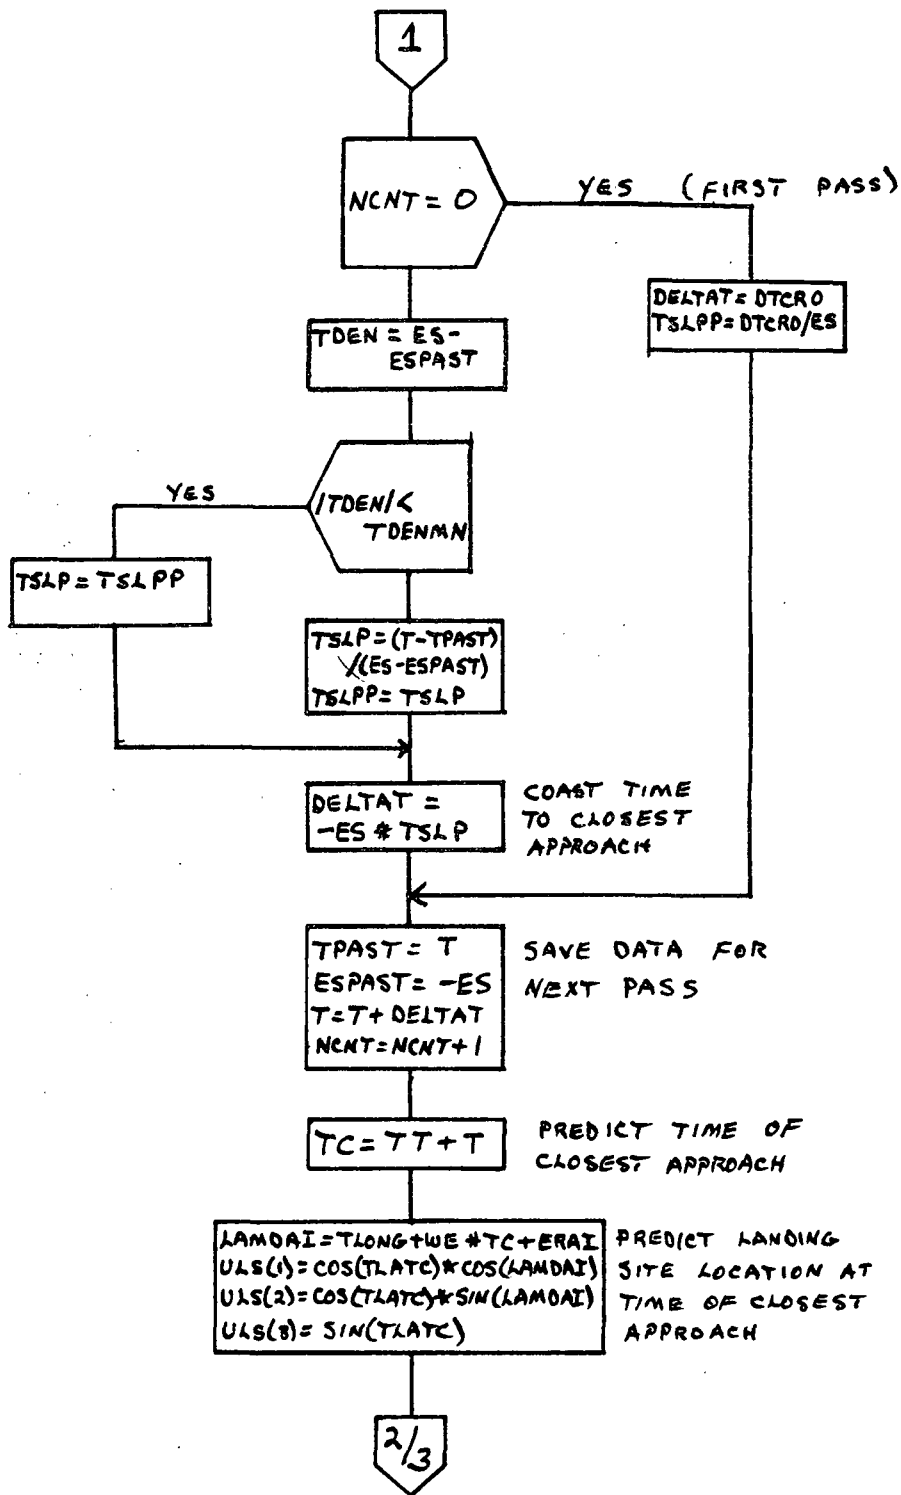 1
NCNT = 0
YES (FIRST PASS)
DELTAT = DTCRO
TSLPP = DTCRO/ES
TDEN = ES-
ESPAST
YES
/TDEN/<
TDENMN
TSLP = TSLPP
TSLP = (T-TPAST)
/(ES-ESPAST)
TSLPP = TSLP
DELTAT =
-ES * TSLP
COAST TIME
TO CLOSEST
APPROACH
TPAST = T
ESPAST = -ES
T = T + DELTAT
NCNT = NCNT + 1
SAVE DATA FOR
NEXT PASS
TC = TT + T
PREDICT TIME OF
CLOSEST APPROACH
LAMDAI = TLONG + WE * TC + ERAI
ULS(1) = COS(TLATC) * COS(LAMDAI)
ULS(2) = COS(TLATC) * SIN(LAMDAI)
ULS(3) = SIN(TLATC)
PREDICT LANDING
SITE LOCATION AT
TIME OF CLOSEST
APPROACH
2/3